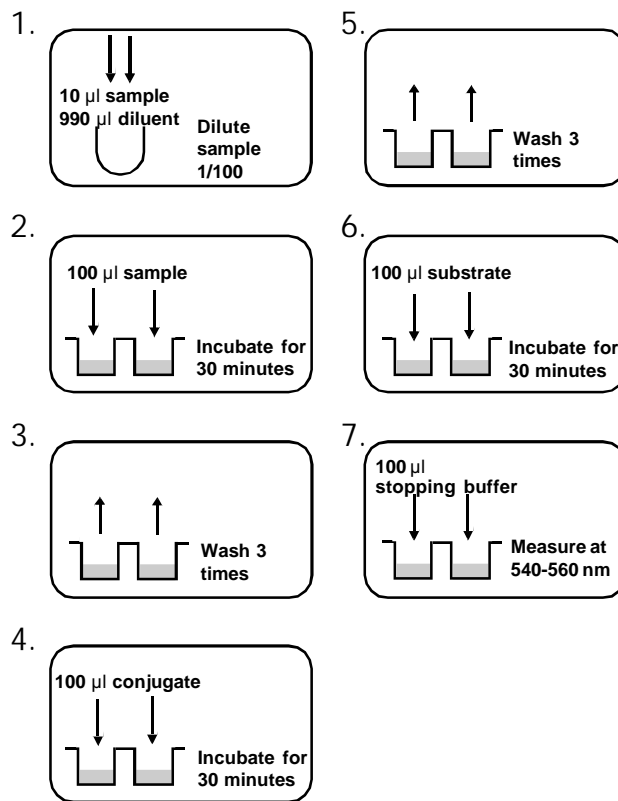 1.
10 µl sample
990 µl diluent
Dilute
sample
1/100
2.
100 µl sample
Incubate for
30 minutes
3.
Wash 3
times
4.
100 µl conjugate
Incubate for
30 minutes
5.
Wash 3
times
6.
100 µl substrate
Incubate for
30 minutes
7.
100 µl
stopping buffer
Measure at
540-560 nm